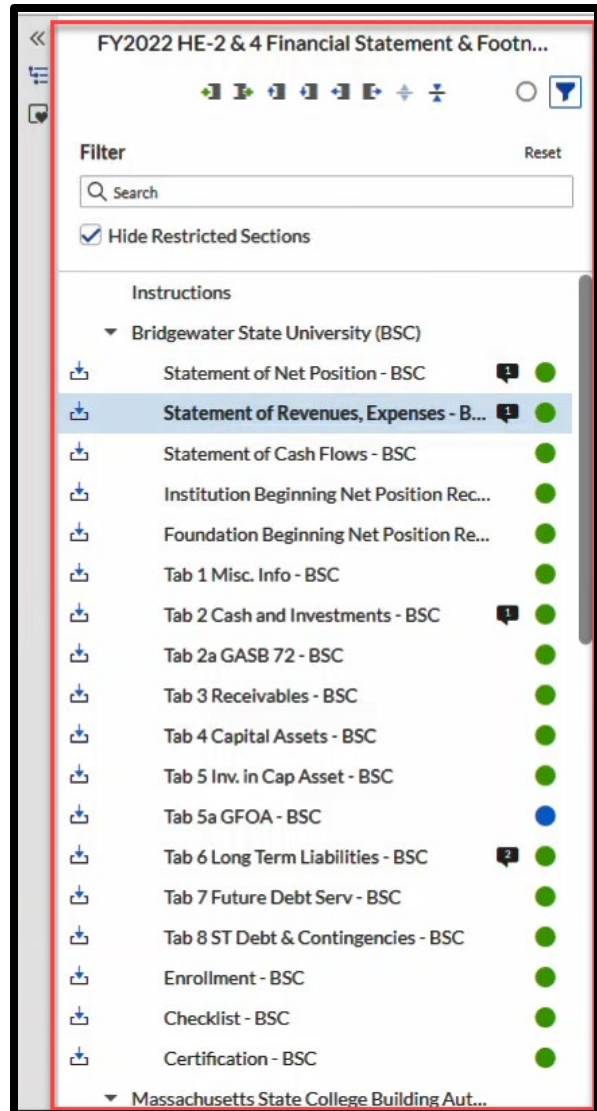 FY2022 HE-2 & 4 Financial Statement & Footn...
Filter
Reset
Search
Hide Restricted Sections
Instructions
Bridgewater State University (BSC)
Statement of Net Position - BSC 1
Statement of Revenues, Expenses - B... 1
Statement of Cash Flows - BSC
Institution Beginning Net Position Rec...
Foundation Beginning Net Position Re...
Tab 1 Misc. Info - BSC
Tab 2 Cash and Investments - BSC 1
Tab 2a GASB 72 - BSC
Tab 3 Receivables - BSC
Tab 4 Capital Assets - BSC
Tab 5 Inv. in Cap Asset - BSC
Tab 5a GFOA - BSC
Tab 6 Long Term Liabilities - BSC 2
Tab 7 Future Debt Serv - BSC
Tab 8 ST Debt & Contingencies - BSC
Enrollment - BSC
Checklist - BSC
Certification - BSC
Massachusetts State College Building Aut...